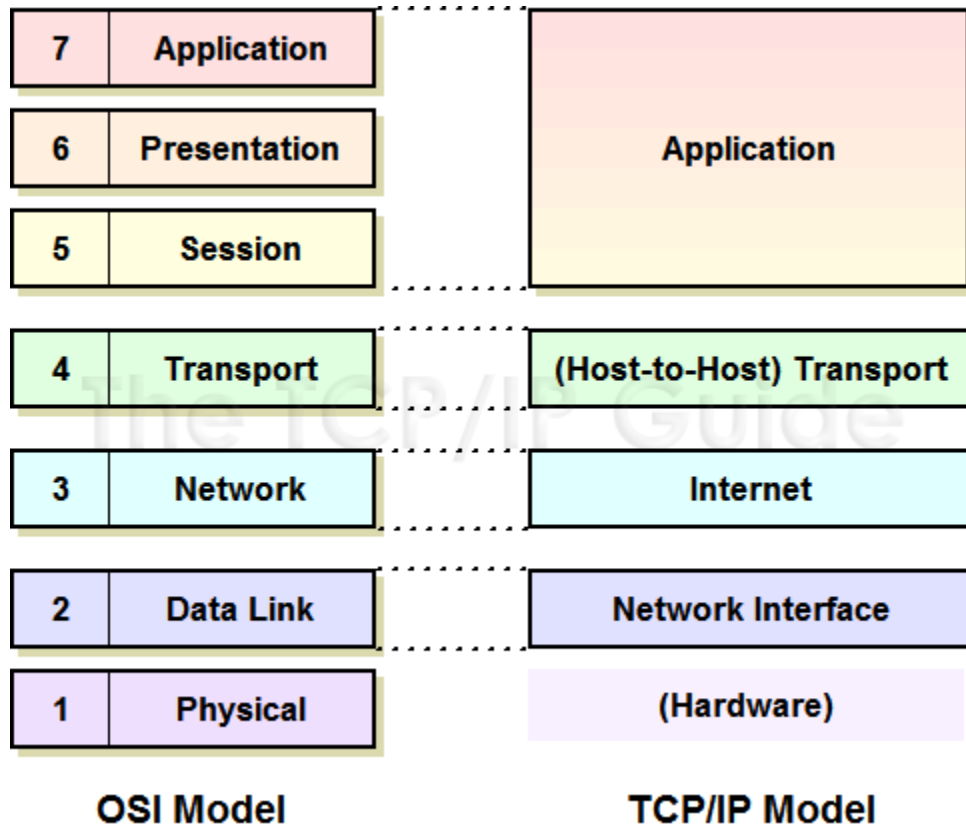 7 Application
6 Presentation
Application
5 Session
4 Transport
(Host-to-Host) Transport
The TCP/IP Guide
3 Network
Internet
2 Data Link
Network Interface
1 Physical
(Hardware)
OSI Model
TCP/IP Model